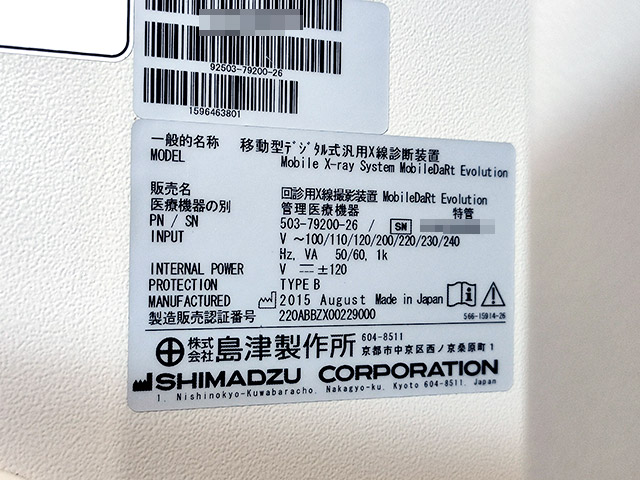 92503-79200-26
1596463801
一般的名称 移動型ﾃﾞｼﾞﾀﾙ式汎用X線診断装置
MODEL Mobile X-ray System MobileDaRt Evolution
販売名 回診用X線撮影装置 MobileDaRt Evolution
医療機器の別 管理医療機器 特管
PN / SN 503-79200-26 / SN
INPUT V ～100/110/120/200/220/230/240
Hz, VA 50/60, 1k
INTERNAL POWER V ⎓ ±120
PROTECTION TYPE B
MANUFACTURED 2015 August Made in Japan
製造販売認証番号 220ABBZX00229000
566-15914-26
株式会社 島津製作所 604-8511
京都市中京区西ノ京桑原町1
SHIMADZU CORPORATION
1, Nishinokyo-Kuwabaracho, Nakagyo-ku, Kyoto 604-8511, Japan